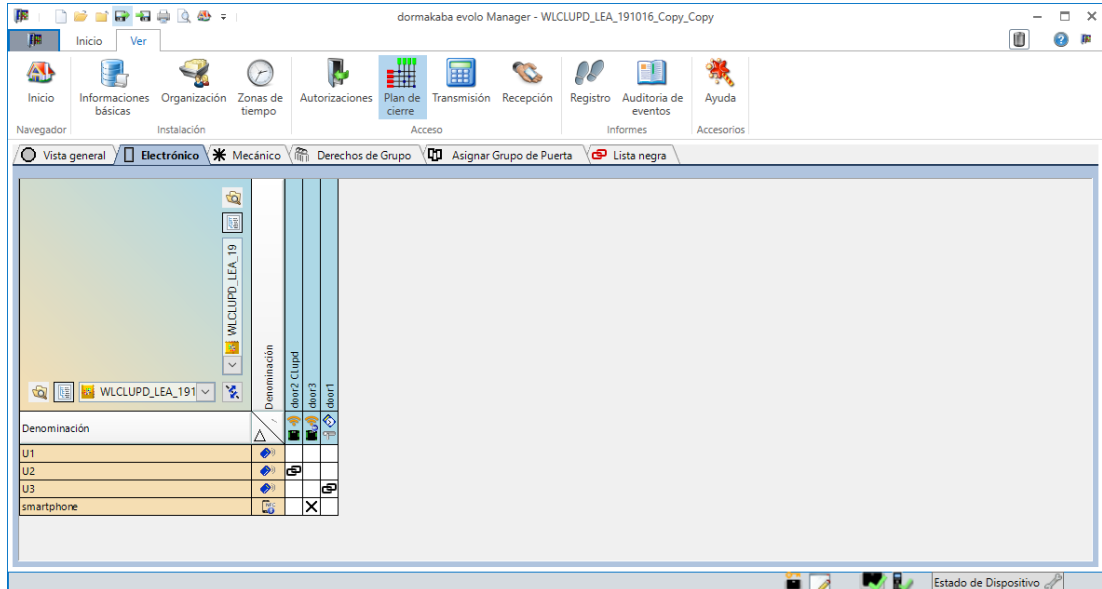 dormakaba evolo Manager - WLCLUPD_LEA_191016_Copy_Copy
Inicio Ver
Inicio Informaciones básicas Organización Zonas de tiempo Autorizaciones Plan de cierre Transmisión Recepción Registro Auditoria de eventos Ayuda
Navegador Instalación Acceso Informes Accesorios
Vista general Electrónico Mecánico Derechos de Grupo Asignar Grupo de Puerta Lista negra
WLCLUPD_LEA_19
Denominación
door2 CLupd
door3
door1
WLCLUPD_LEA_191
Denominación
U1
U2
U3
smartphone
Estado de Dispositivo